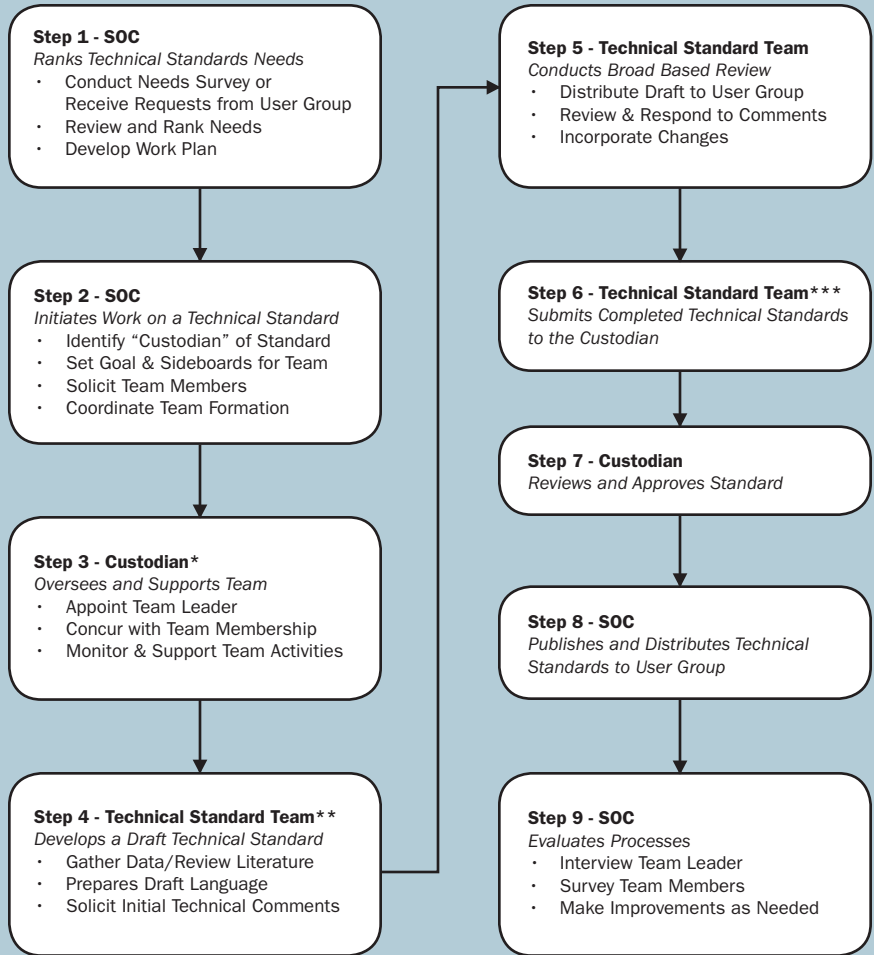 Step 1 - SOC
Ranks Technical Standards Needs
· Conduct Needs Survey or
Receive Requests from User Group
· Review and Rank Needs
· Develop Work Plan
Step 2 - SOC
Initiates Work on a Technical Standard
· Identify “Custodian” of Standard
· Set Goal & Sideboards for Team
· Solicit Team Members
· Coordinate Team Formation
Step 3 - Custodian*
Oversees and Supports Team
· Appoint Team Leader
· Concur with Team Membership
· Monitor & Support Team Activities
Step 4 - Technical Standard Team**
Develops a Draft Technical Standard
· Gather Data/Review Literature
· Prepares Draft Language
· Solicit Initial Technical Comments
Step 5 - Technical Standard Team
Conducts Broad Based Review
· Distribute Draft to User Group
· Review & Respond to Comments
· Incorporate Changes
Step 6 - Technical Standard Team***
Submits Completed Technical Standards
to the Custodian
Step 7 - Custodian
Reviews and Approves Standard
Step 8 - SOC
Publishes and Distributes Technical
Standards to User Group
Step 9 - SOC
Evaluates Processes
· Interview Team Leader
· Survey Team Members
· Make Improvements as Needed